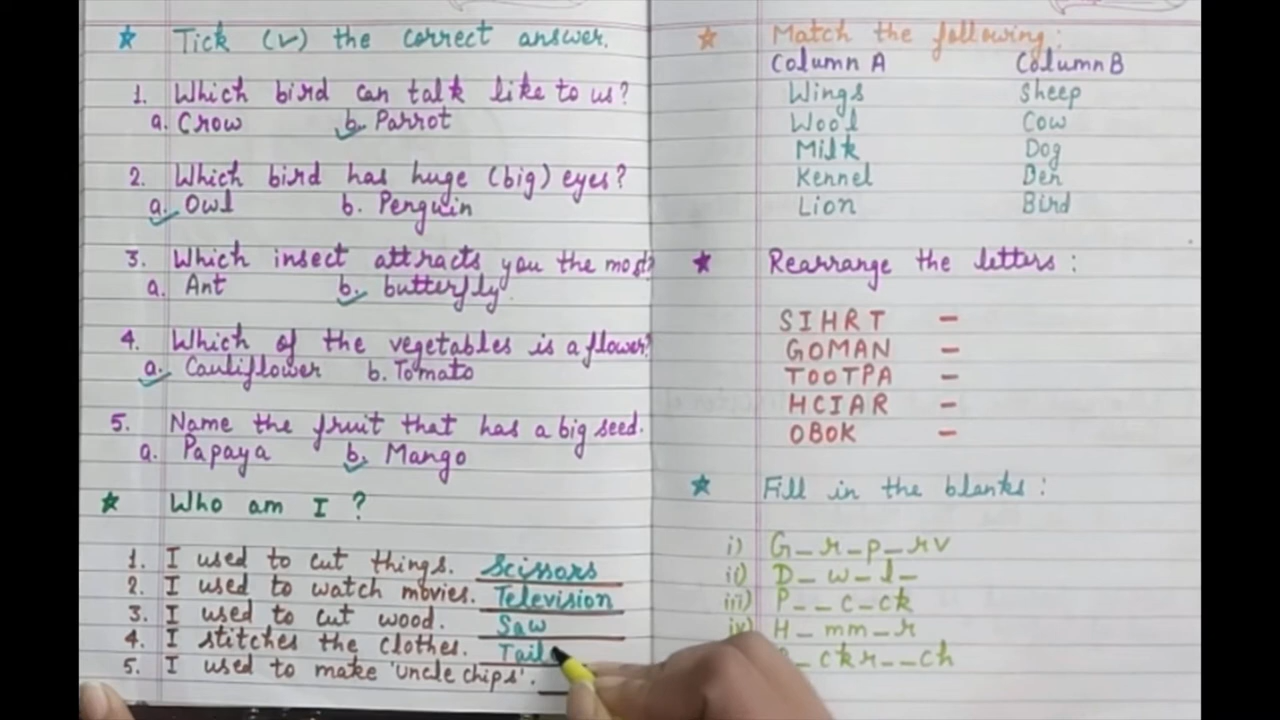 Tick (✓) the correct answer.
1. Which bird can talk like to us?
a. Crow b. Parrot
2. Which bird has huge (big) eyes?
a. Owl b. Penguin
3. Which insect attracts you the most?
a. Ant b. butterfly
4. Which of the vegetables is a flower?
a. Cauliflower b. Tomato
5. Name the fruit that has a big seed.
a. Papaya b. Mango
Who am I ?
1. I used to cut things. Scissors
2. I used to watch movies. Television
3. I used to cut wood. Saw
4. I stitches the clothes. Tail
5. I used to make 'uncle chips'.
Match the following:
Column A Column B
Wings Sheep
Wool Cow
Milk Dog
Kennel Den
Lion Bird
Rearrange the letters:
SIHRT -
GOMAN -
TOOTPA -
HCIAR -
OBOK -
Fill in the blanks:
i) G_r_p_rv
ii) D_w_l_
iii) P__c_ck
iv) H_mm_r
_ckr__ch